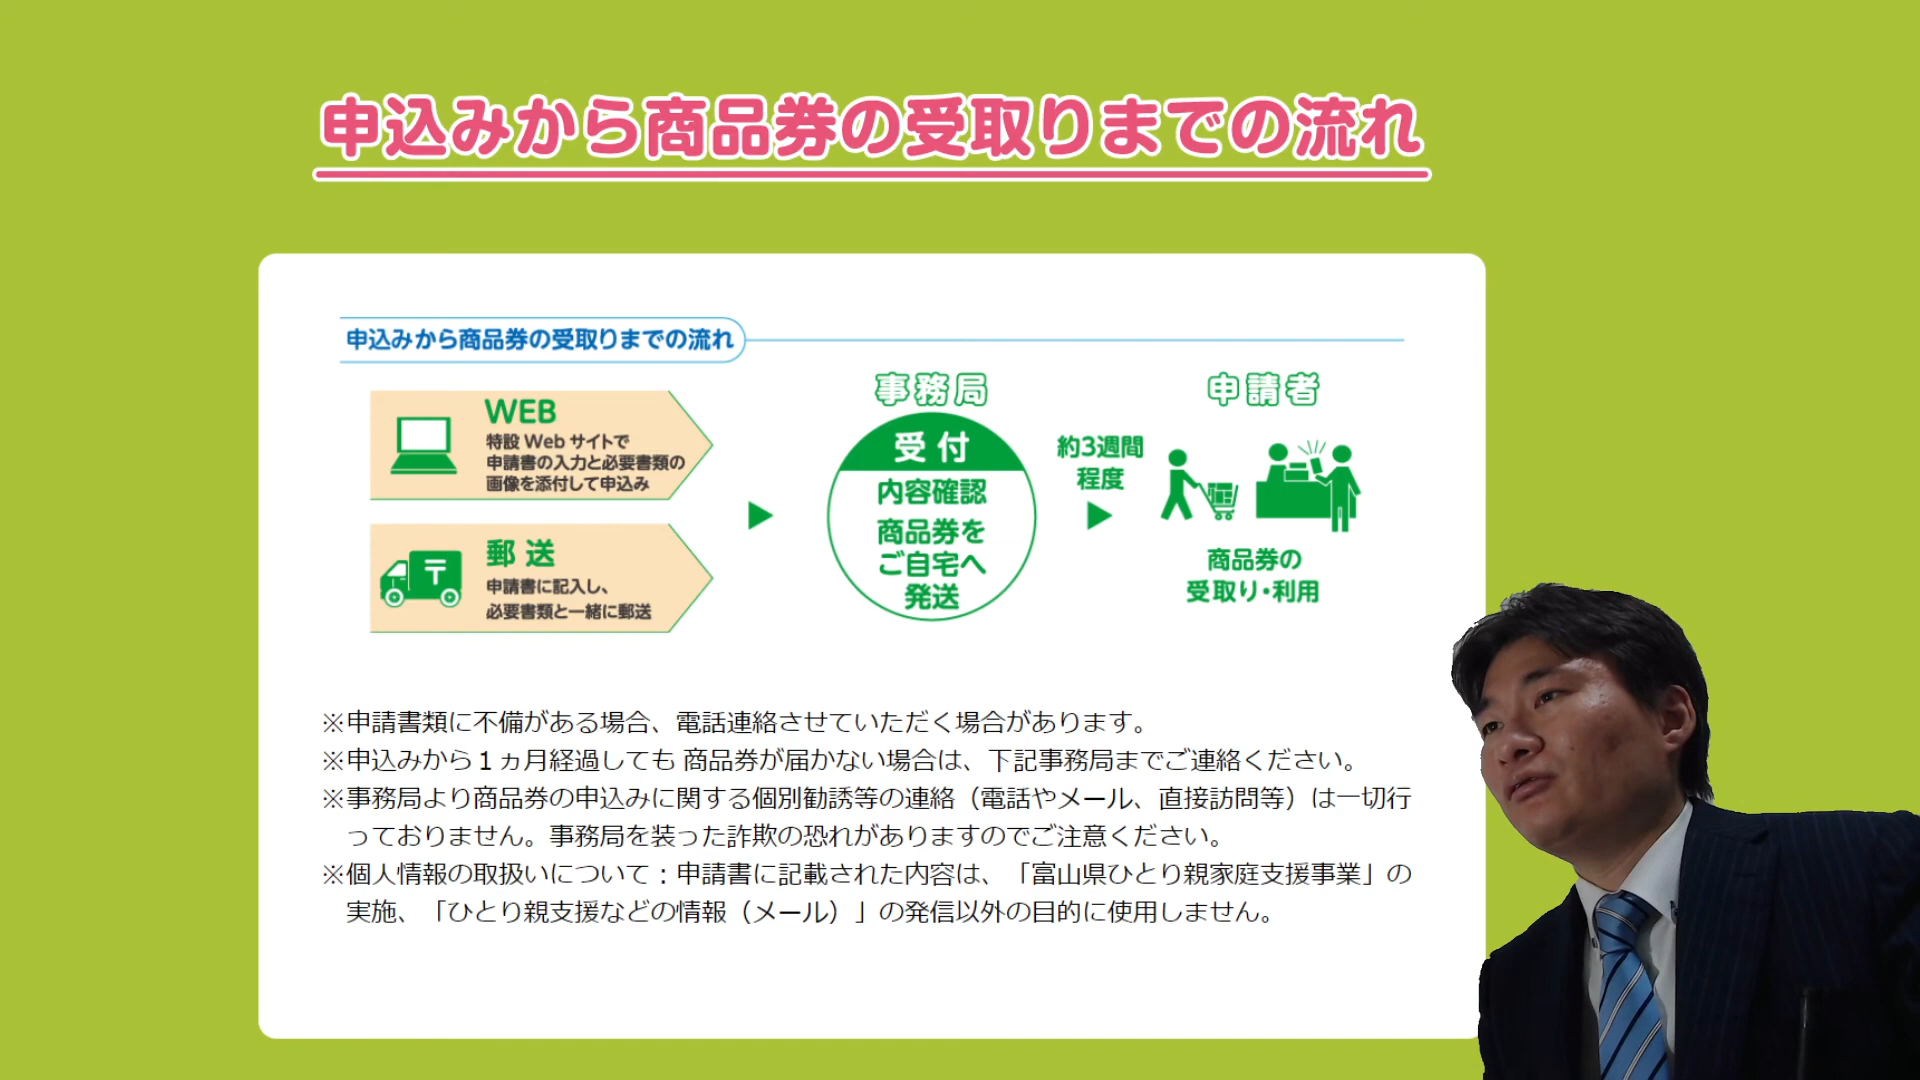 申込みから商品券の受取りまでの流れ
申込みから商品券の受取りまでの流れ
WEB
特設 Web サイトで
申請書の入力と必要書類の
画像を添付して申込み
郵 送
申請書に記入し、
必要書類と一緒に郵送
事務局
受 付
内容確認
商品券を
ご自宅へ
発送
約3週間
程度
申請者
商品券の
受取り・利用
※申請書類に不備がある場合、電話連絡させていただく場合があります。
※申込みから１ヵ月経過しても 商品券が届かない場合は、下記事務局までご連絡ください。
※事務局より商品券の申込みに関する個別勧誘等の連絡（電話やメール、直接訪問等）は一切行
っておりません。事務局を装った詐欺の恐れがありますのでご注意ください。
※個人情報の取扱いについて：申請書に記載された内容は、「富山県ひとり親家庭支援事業」の
実施、「ひとり親支援などの情報（メール）」の発信以外の目的に使用しません。